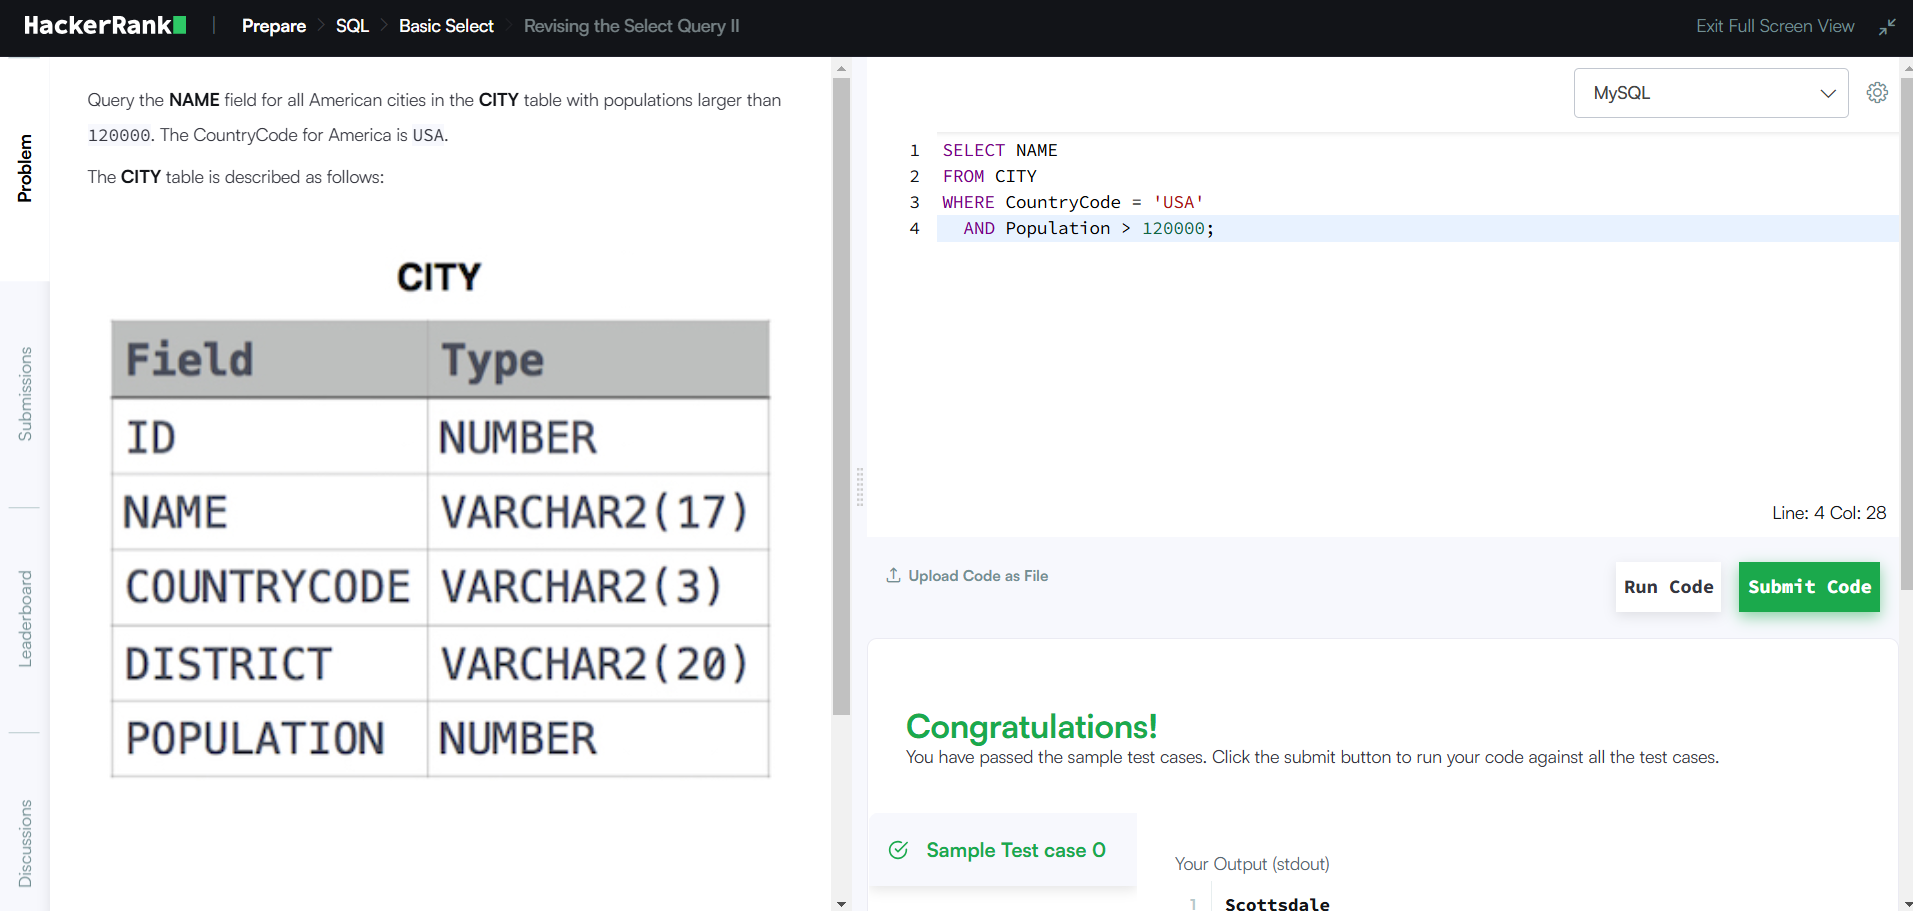 HackerRank
Prepare SQL Basic Select Revising the Select Query II
Exit Full Screen View
Problem
Submissions
Leaderboard
Discussions
Query the NAME field for all American cities in the CITY table with populations larger than
120000. The CountryCode for America is USA.
The CITY table is described as follows:
CITY
Field Type
ID NUMBER
NAME VARCHAR2(17)
COUNTRYCODE VARCHAR2(3)
DISTRICT VARCHAR2(20)
POPULATION NUMBER
MySQL
1 SELECT NAME
2 FROM CITY
3 WHERE CountryCode = 'USA'
4 AND Population > 120000;
Line: 4 Col: 28
Upload Code as File
Run Code
Submit Code
Congratulations!
You have passed the sample test cases. Click the submit button to run your code against all the test cases.
Sample Test case 0
Your Output (stdout)
1 Scottsdale